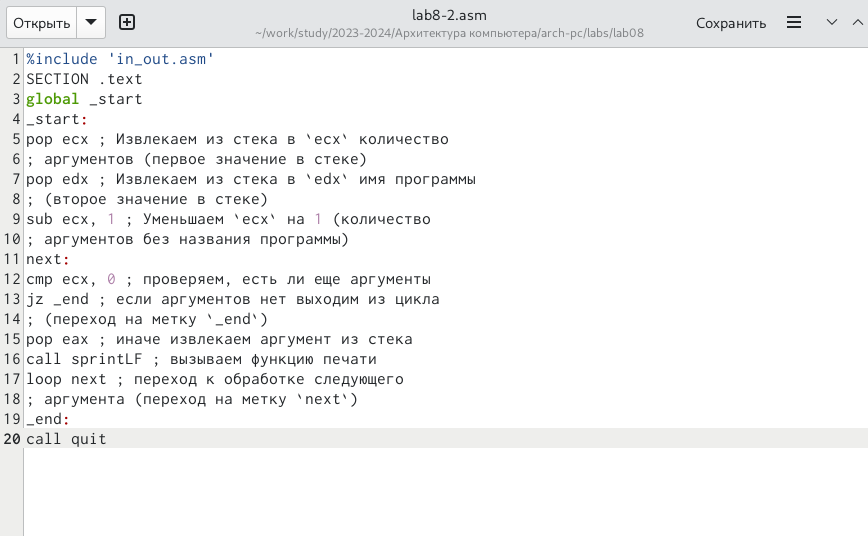 Открыть
lab8-2.asm
~/work/study/2023-2024/Архитектура компьютера/arch-pc/labs/lab08
Сохранить
1 %include 'in_out.asm'
2 SECTION .text
3 global _start
4 _start:
5 pop ecx ; Извлекаем из стека в `ecx` количество
6 ; аргументов (первое значение в стеке)
7 pop edx ; Извлекаем из стека в `edx` имя программы
8 ; (второе значение в стеке)
9 sub ecx, 1 ; Уменьшаем `ecx` на 1 (количество
10 ; аргументов без названия программы)
11 next:
12 cmp ecx, 0 ; проверяем, есть ли еще аргументы
13 jz _end ; если аргументов нет выходим из цикла
14 ; (переход на метку `_end`)
15 pop eax ; иначе извлекаем аргумент из стека
16 call sprintLF ; вызываем функцию печати
17 loop next ; переход к обработке следующего
18 ; аргумента (переход на метку `next`)
19 _end:
20 call quit